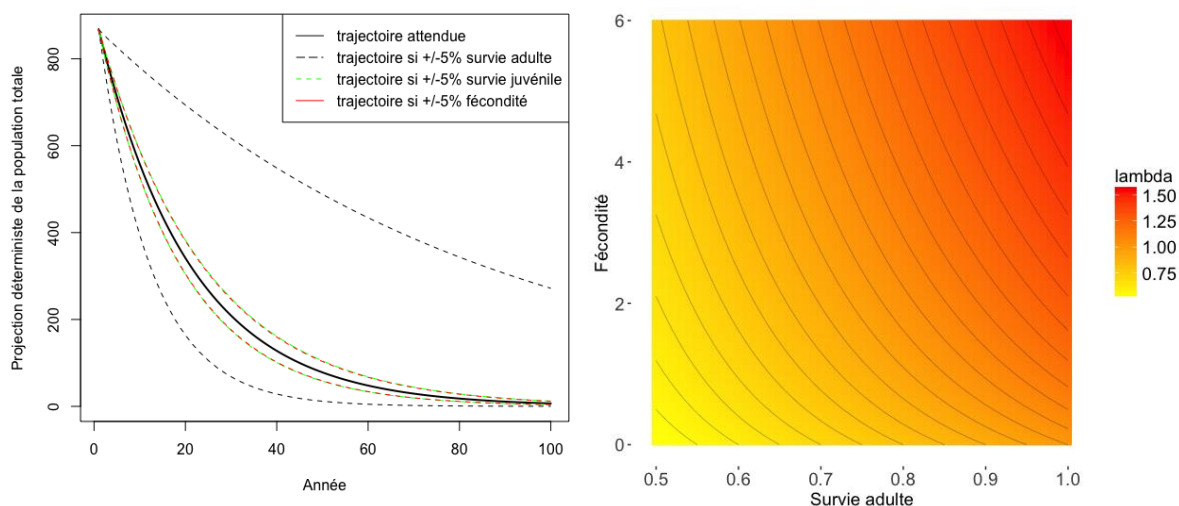 trajectoire attendue
trajectoire si +/-5% survie adulte
trajectoire si +/-5% survie juvénile
trajectoire si +/-5% fécondité
Projection déterministe de la population totale
800
600
400
200
0
0 20 40 60 80 100
Année
Fécondité
6
4
2
0
0.5 0.6 0.7 0.8 0.9 1.0
Survie adulte
lambda
1.50
1.25
1.00
0.75